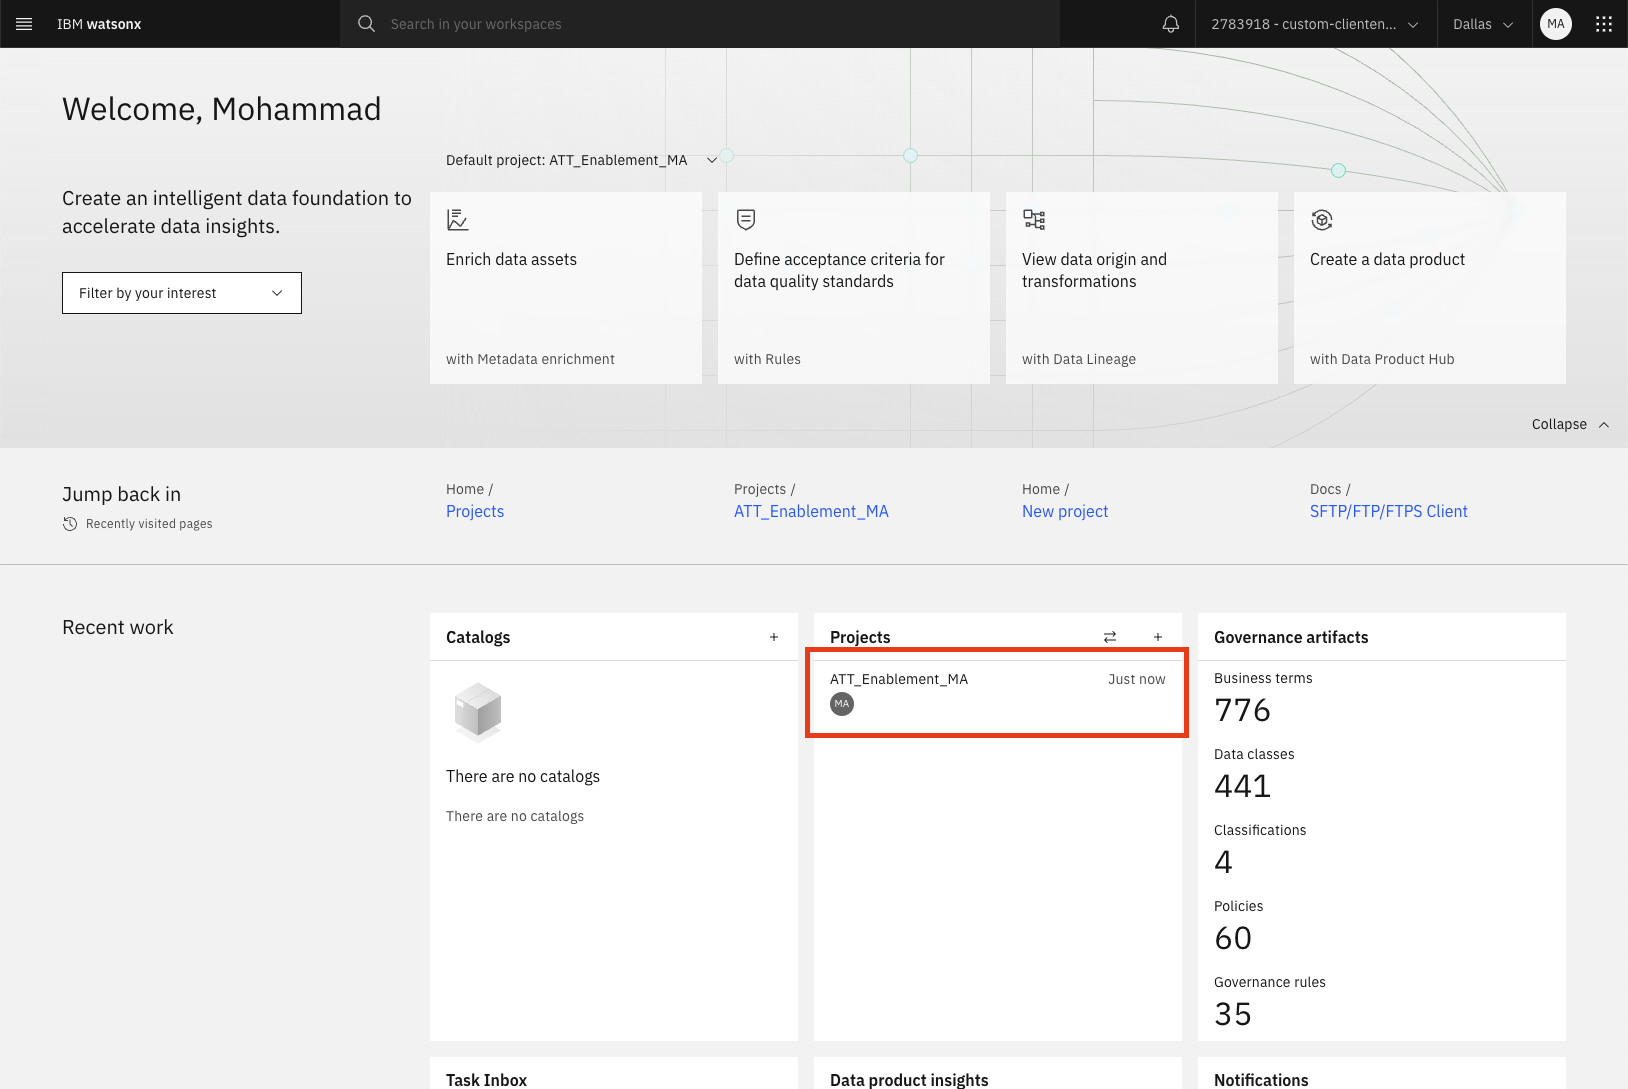 IBM watsonx
Search in your workspaces
2783918 - custom-clienten...
Dallas
MA
Welcome, Mohammad
Default project: ATT_Enablement_MA
Create an intelligent data foundation to
accelerate data insights.
Filter by your interest
Enrich data assets
with Metadata enrichment
Define acceptance criteria for
data quality standards
with Rules
View data origin and
transformations
with Data Lineage
Create a data product
with Data Product Hub
Collapse
Jump back in
Recently visited pages
Home /
Projects
Projects /
ATT_Enablement_MA
Home /
New project
Docs /
SFTP/FTP/FTPS Client
Recent work
Catalogs
There are no catalogs
There are no catalogs
Projects
ATT_Enablement_MA
Just now
MA
Governance artifacts
Business terms
776
Data classes
441
Classifications
4
Policies
60
Governance rules
35
Task Inbox
Data product insights
Notifications